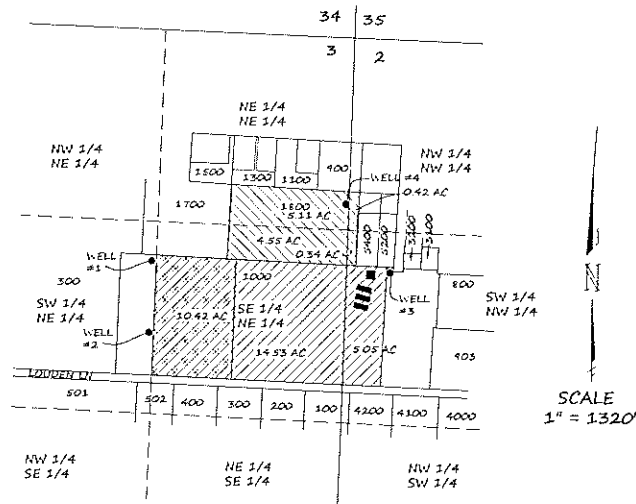 34 35
3 2
NE 1/4
NE 1/4
NW 1/4
NE 1/4
NW 1/4
NW 1/4
900
WELL #4
1500
1300
1100
0.42 AC
1800
5.11 AC
1700
4.55 AC
0.34 AC
5400
5200
3200
WELL
#1
300
SW 1/4
NE 1/4
1000
SE 1/4
NE 1/4
10.42 AC
14.53 AC
5.05 AC
WELL
#3
800
SW 1/4
NW 1/4
WELL
#2
903
N
LOUDEN LN
501
502
400
300
200
100
4200
4100
4000
SCALE
1" = 1320'
NW 1/4
SE 1/4
NE 1/4
SE 1/4
NW 1/4
SW 1/4